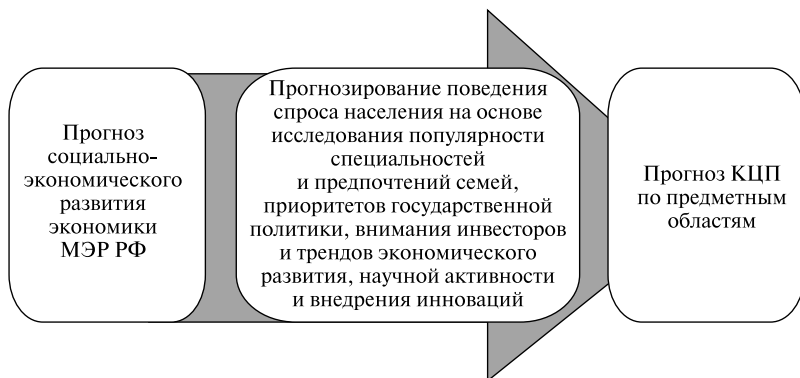 Прогноз
социально-
экономического
развития
экономики
МЭР РФ
Прогнозирование поведения
спроса населения на основе
исследования популярности
специальностей
и предпочтений семей,
приоритетов государственной
политики, внимания инвесторов
и трендов экономического
развития, научной активности
и внедрения инноваций
Прогноз КЦП
по предметным
областям